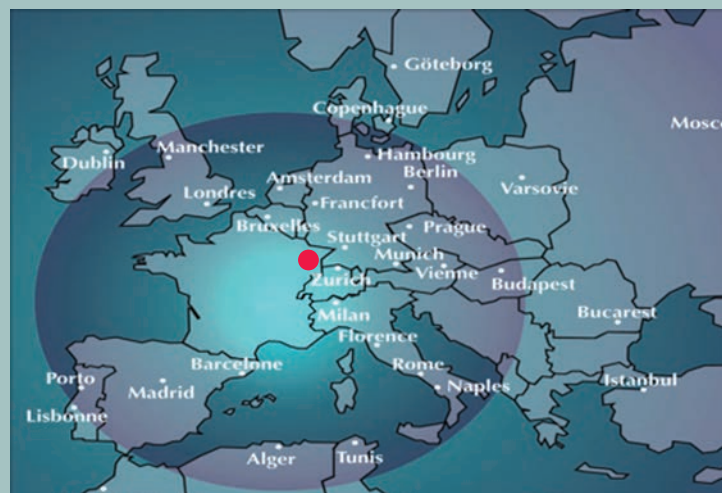 Göteborg
Copenhague
Mosco
Dublin
Manchester
Hambourg
Amsterdam
Berlin
Varsovie
Londres
Francfort
Bruxelles
Prague
Stuttgart
Munich
Zurich
Vienne
Budapest
Milan
Bucarest
Florence
Barcelone
Rome
Porto
Madrid
Naples
Istanbul
Lisbonne
Alger
Tunis